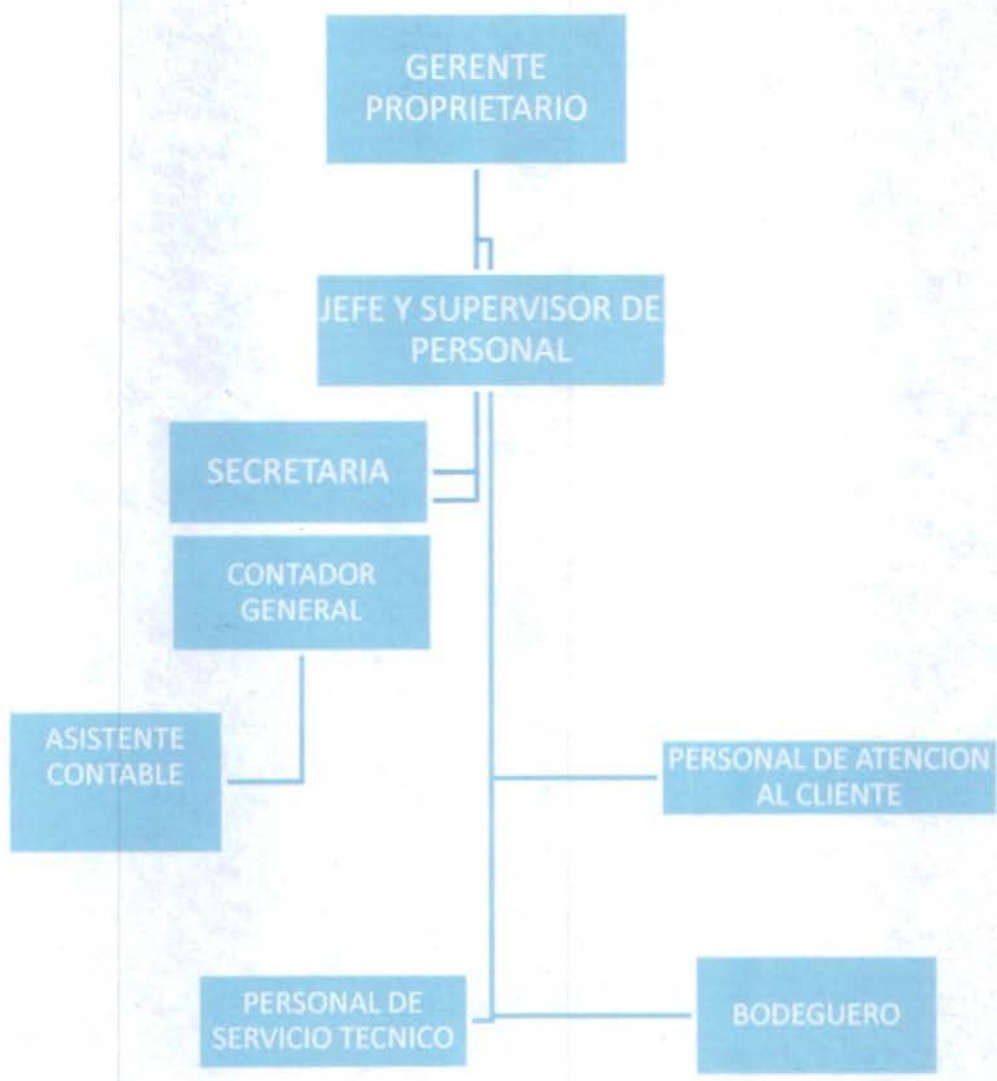 GERENTE
PROPRIETARIO
JEFE Y SUPERVISOR DE
PERSONAL
SECRETARIA
CONTADOR
GENERAL
ASISTENTE
CONTABLE
PERSONAL DE ATENCION
AL CLIENTE
PERSONAL DE
SERVICIO TECNICO
BODEGUERO